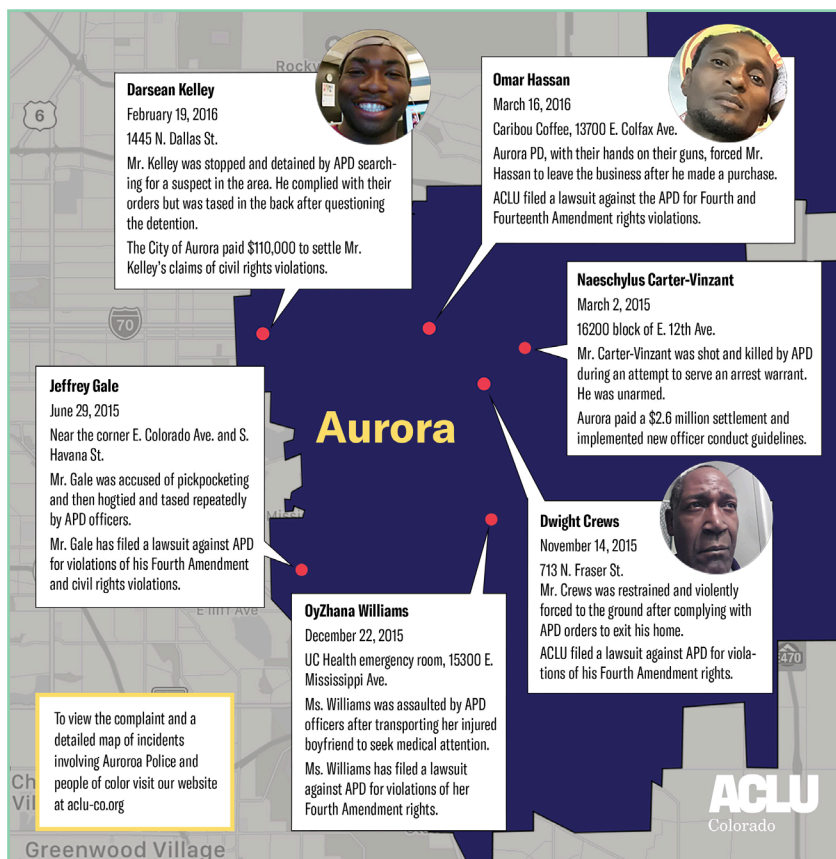 Rockv
6
Darsean Kelley
February 19, 2016
1445 N. Dallas St.
Mr. Kelley was stopped and detained by APD search-
ing for a suspect in the area. He complied with their
orders but was tased in the back after questioning
the detention.
The City of Aurora paid $110,000 to settle Mr.
Kelley's claims of civil rights violations.
Omar Hassan
March 16, 2016
Caribou Coffee, 13700 E. Colfax Ave.
Aurora PD, with their hands on their guns, forced Mr.
Hassan to leave the business after he made a purchase.
ACLU filed a lawsuit against the APD for Fourth and
Fourteenth Amendment rights violations.
Naeschylus Carter-Vinzant
March 2, 2015
16200 block of E. 12th Ave.
Mr. Carter-Vinzant was shot and killed by APD
during an attempt to serve an arrest warrant.
He was unarmed.
Aurora paid a $2.6 million settlement and
implemented new officer conduct guidelines.
70
Jeffrey Gale
June 29, 2015
Near the corner E. Colorado Ave. and S.
Havana St.
Mr. Gale was accused of pickpocketing
and then hogtied and tased repeatedly
by APD officers.
Mr. Gale has filed a lawsuit against APD
for violations of his Fourth Amendment
and civil rights violations.
Aurora
Missi
Dwight Crews
November 14, 2015
713 N. Fraser St.
Mr. Crews was restrained and violently
forced to the ground after complying with
APD orders to exit his home.
ACLU filed a lawsuit against APD for viola-
tions of his Fourth Amendment rights.
E Iliff Ave
OyZhana Williams
December 22, 2015
UC Health emergency room, 15300 E.
Mississippi Ave.
Ms. Williams was assaulted by APD
officers after transporting her injured
boyfriend to seek medical attention.
Ms. Williams has filed a lawsuit
against APD for violations of her
Fourth Amendment rights.
E470
To view the complaint and a
detailed map of incidents
involving Auroroa Police and
people of color visit our website
at aclu-co.org
Ch
Vil
ACLU
Colorado
Greenwood Village